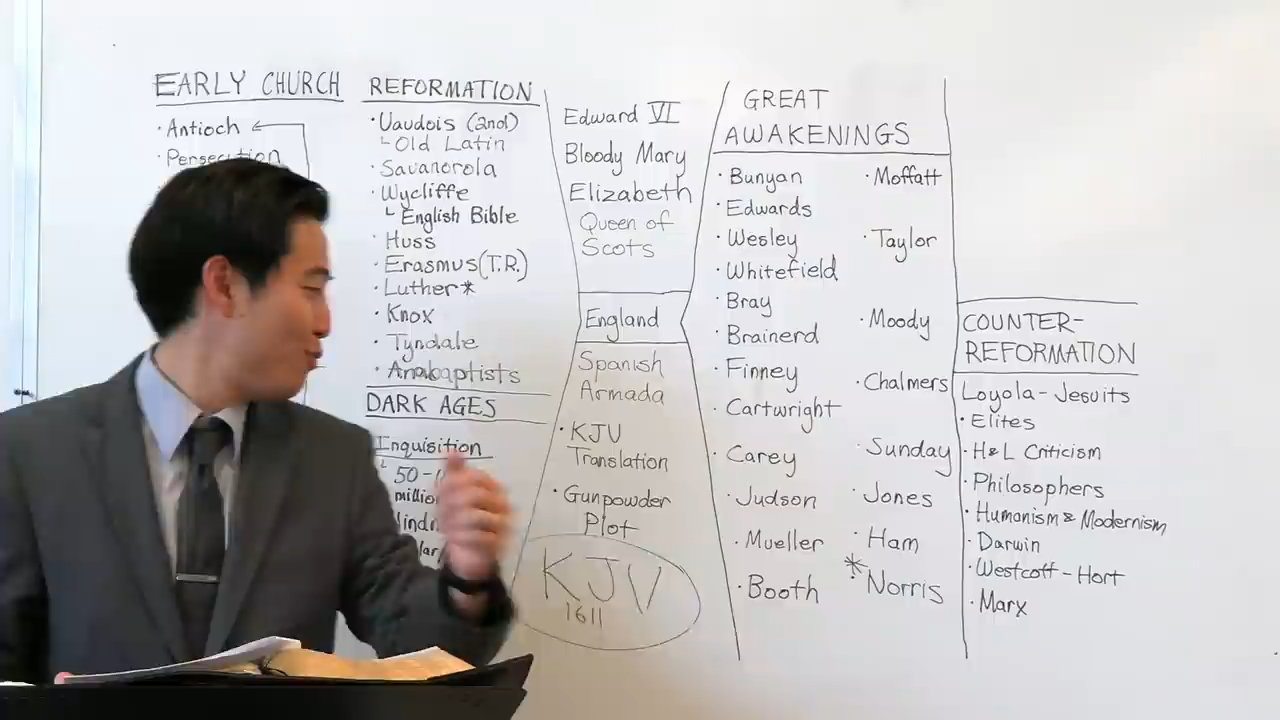 EARLY CHURCH
· Antioch
· Persecution
REFORMATION
· Vaudois (2nd)
└ Old Latin
· Savanorola
· Wycliffe
└ English Bible
· Huss
· Erasmus (T.R.)
· Luther *
· Knox
· Tyndale
· Anabaptists
DARK AGES
Inquisition
└ 50-
Edward VI
Bloody Mary
Elizabeth
Queen of
Scots
England
Spanish
Armada
· KJV
Translation
· Gunpowder
Plot
KJV
1611
GREAT
AWAKENINGS
· Bunyan
· Edwards
· Wesley
· Whitefield
· Bray
· Brainerd
· Finney
· Cartwright
· Carey
· Judson
· Mueller
· Booth
· Moffatt
· Taylor
· Moody
· Chalmers
· Sunday
· Jones
· Ham
* Norris
COUNTER-
REFORMATION
Loyola - Jesuits
· Elites
· H&L Criticism
· Philosophers
· Humanism & Modernism
· Darwin
· Westcott - Hort
· Marx